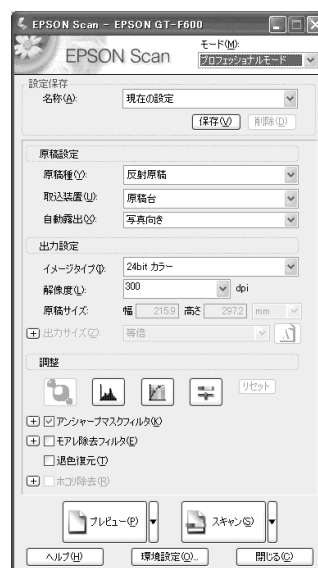 EPSON Scan - EPSON GT-F600
EPSON Scan
モード(M):
プロフェッショナルモード
設定保存
名称(A): 現在の設定
保存(V) 削除(D)
原稿設定
原稿種(Y): 反射原稿
取込装置(U): 原稿台
自動露出(X): 写真向き
出力設定
イメージタイプ(I): 24bit カラー
解像度(L): 300 dpi
原稿サイズ: 幅 215.9 高さ 297.2 mm
出力サイズ(Z): 等倍
調整
リセット
アンシャープマスクフィルタ(K)
モアレ除去フィルタ(E)
退色復元(T)
ホコリ除去(R)
プレビュー(P) スキャン(S)
ヘルプ(H) 環境設定(O)... 閉じる(C)